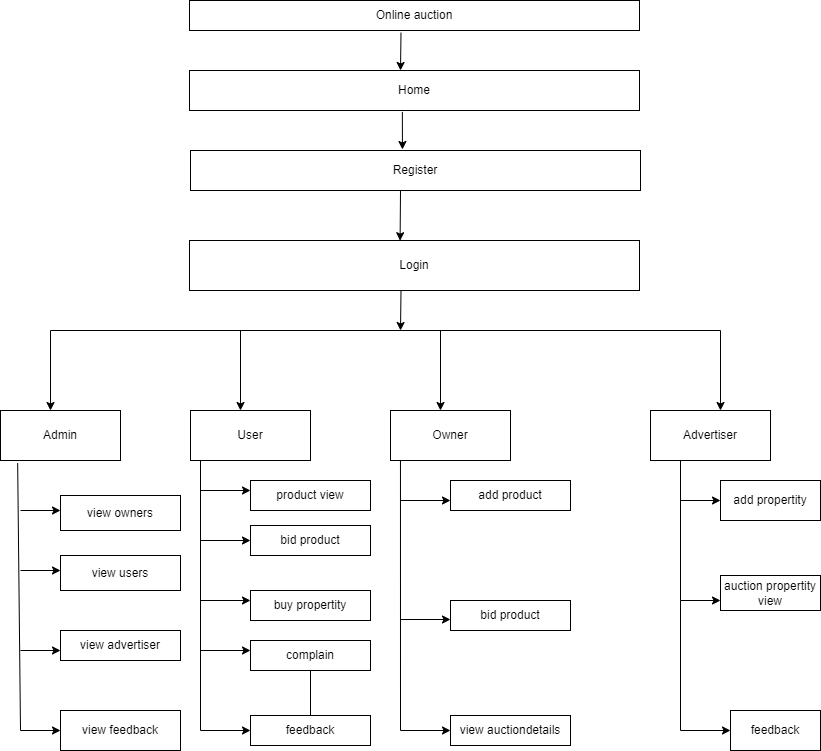 Online auction
Home
Register
Login
Admin
User
Owner
Advertiser
view owners
view users
view advertiser
view feedback
product view
bid product
buy propertity
complain
feedback
add product
bid product
view auctiondetails
add propertity
auction propertity
view
feedback